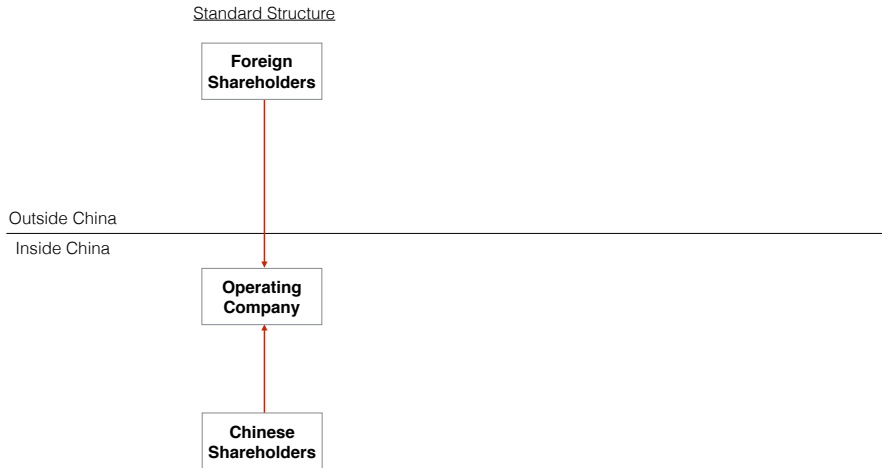 Standard Structure
Foreign
Shareholders
Outside China
Inside China
Operating
Company
Chinese
Shareholders